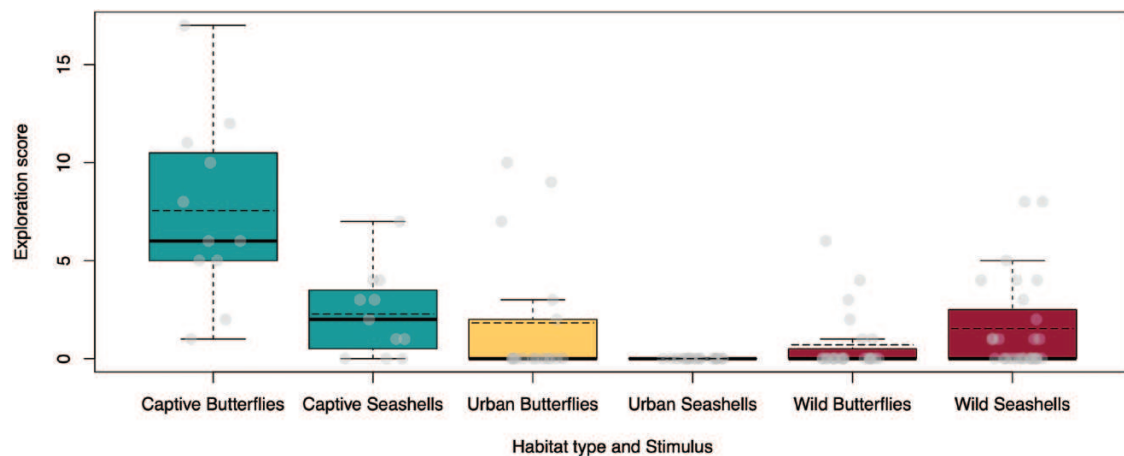 Exploration score
15
10
5
0
Captive Butterflies
Captive Seashells
Urban Butterflies
Urban Seashells
Wild Butterflies
Wild Seashells
Habitat type and Stimulus